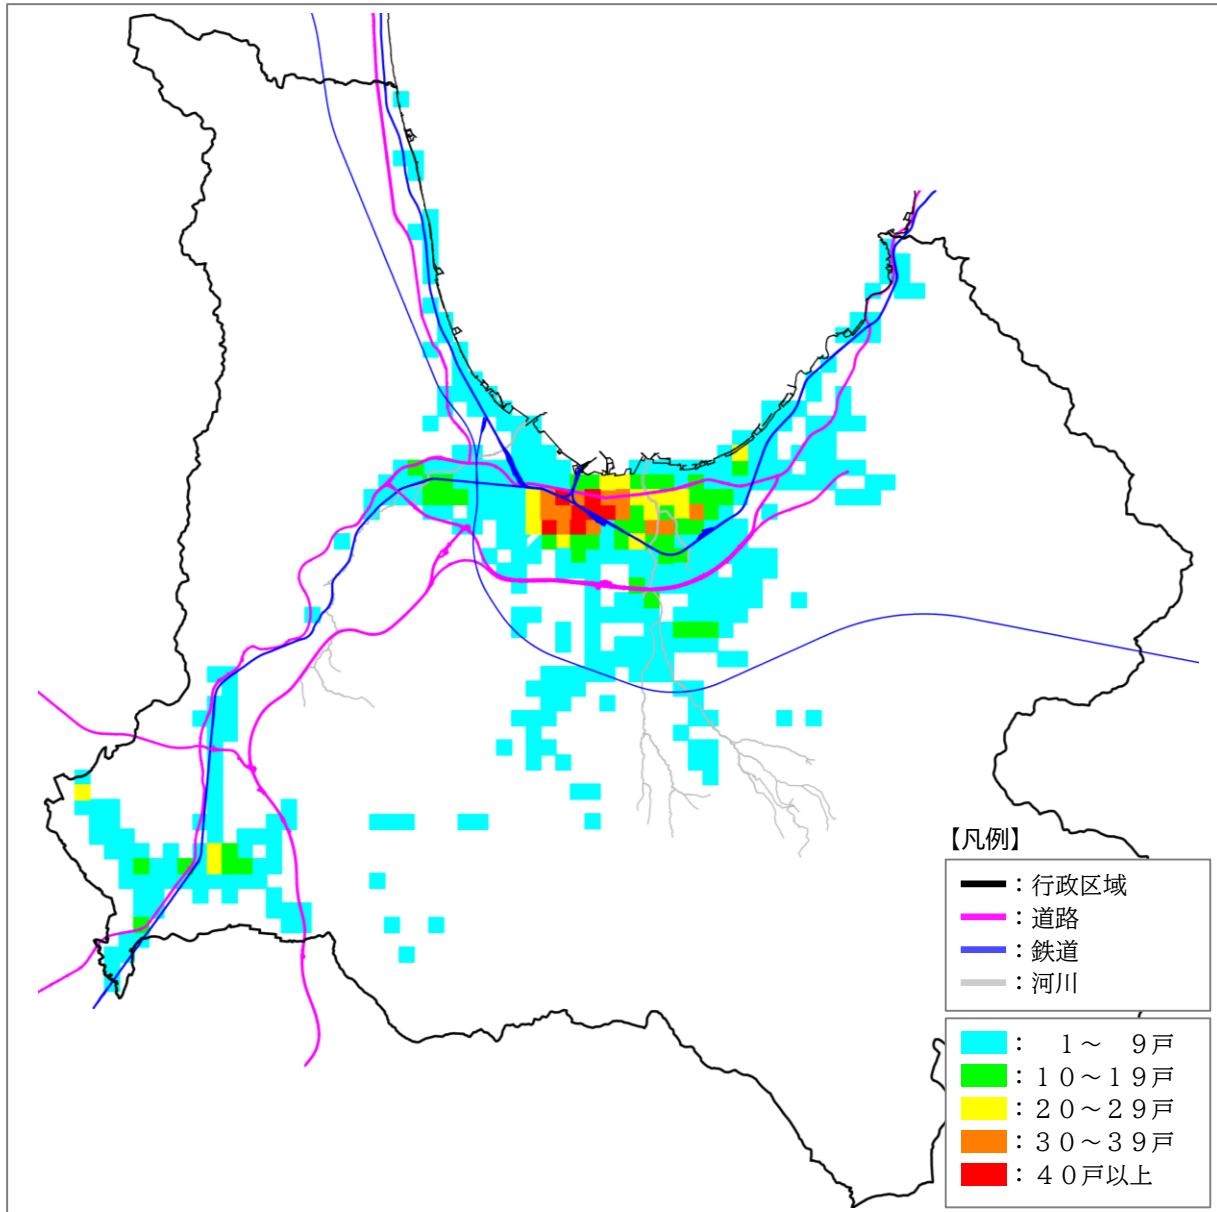 【凡例】
：行政区域
：道路
：鉄道
：河川
：　１～　９戸
：１０～１９戸
：２０～２９戸
：３０～３９戸
：４０戸以上